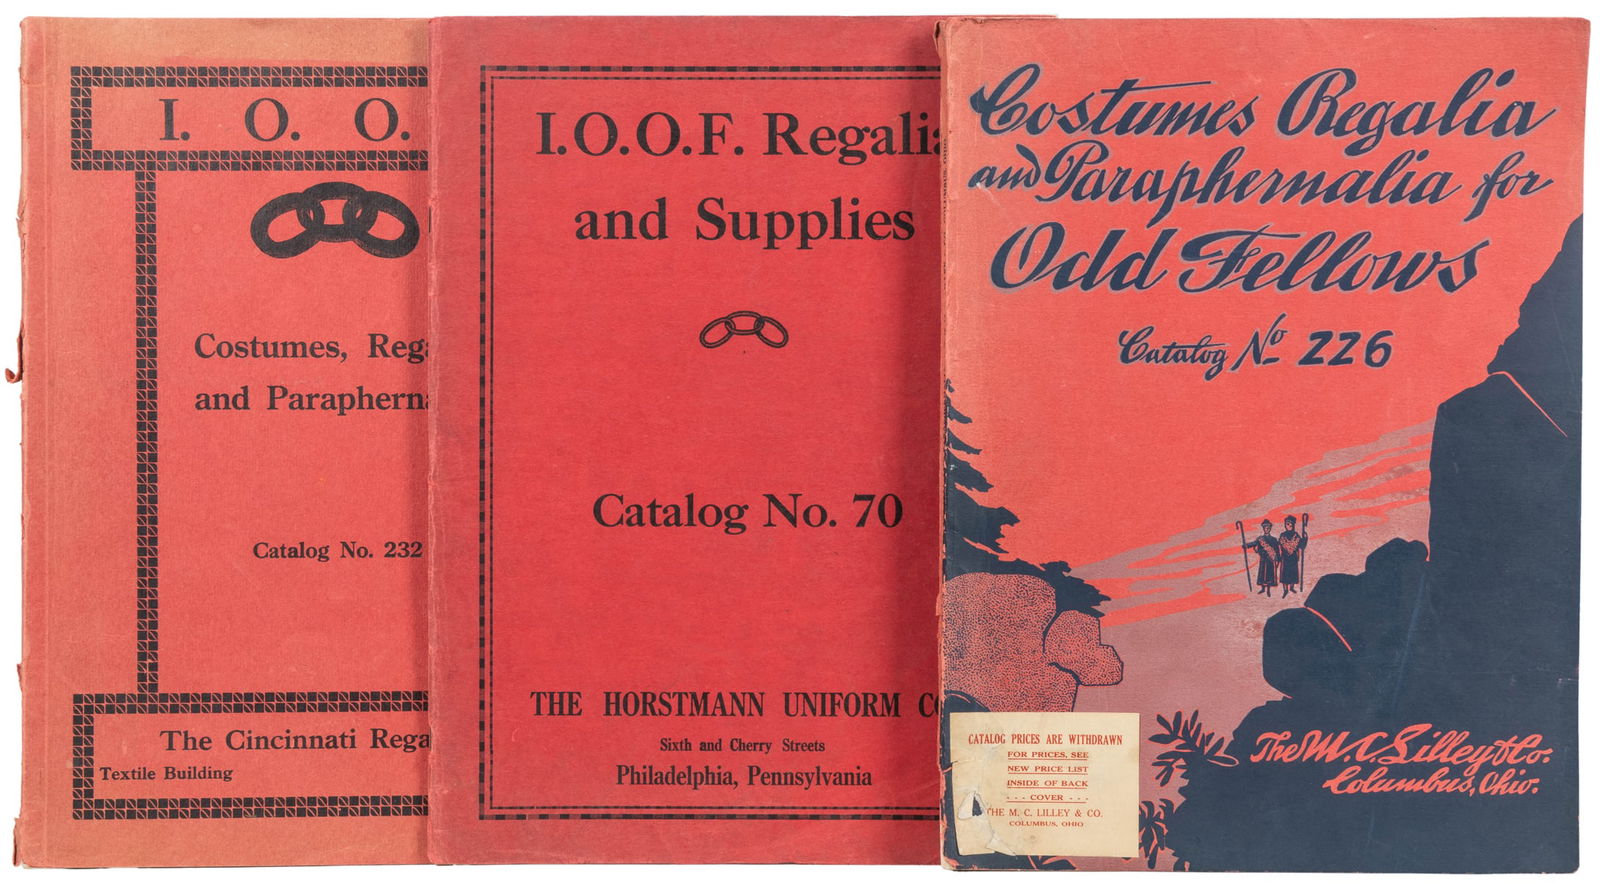 I. O. O.
Costumes, Rega
and Paraphern
Catalog No. 232
The Cincinnati Rega
Textile Building
I.O.O.F. Regalia
and Supplies
Catalog No. 70
THE HORSTMANN UNIFORM CO
Sixth and Cherry Streets
Philadelphia, Pennsylvania
Costumes Regalia
and Paraphernalia for
Odd Fellows
Catalog No 226
The M. C. Lilley & Co.
Columbus, Ohio.
CATALOG PRICES ARE WITHDRAWN
FOR PRICES, SEE
NEW PRICE LIST
INSIDE OF BACK
- - - COVER - - -
THE M. C. LILLEY & CO.
COLUMBUS, OHIO